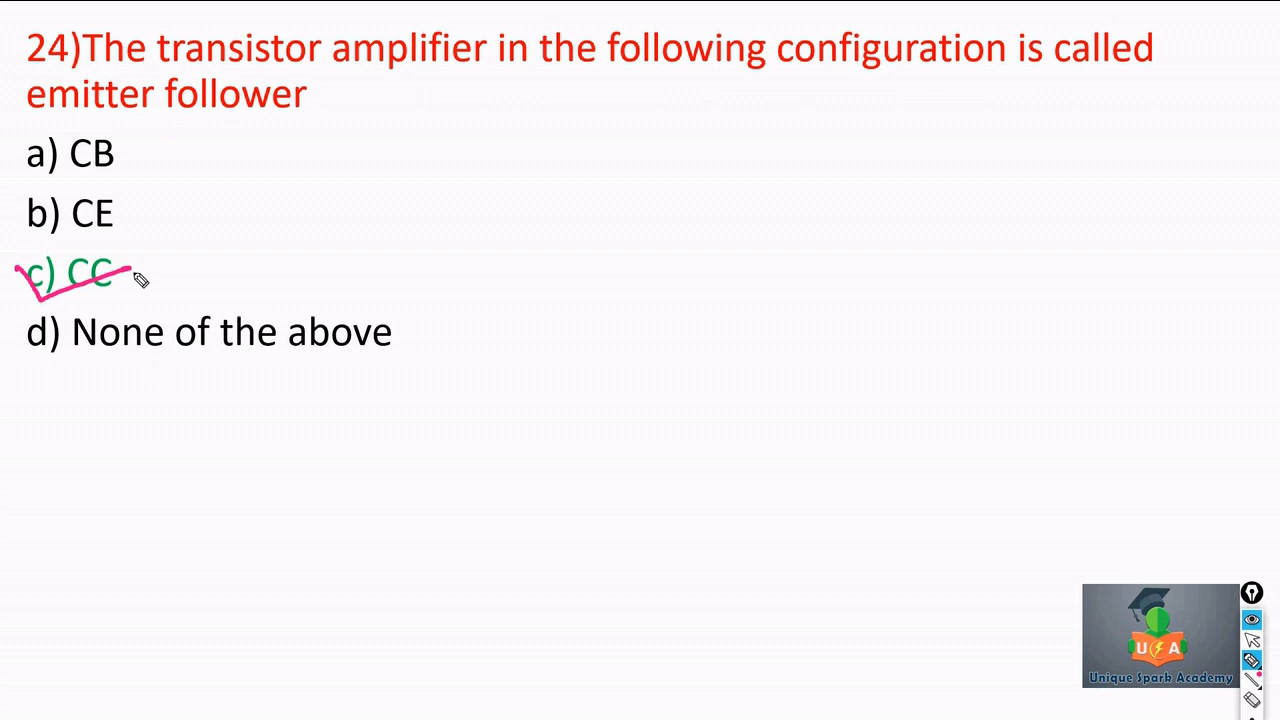 24)The transistor amplifier in the following configuration is called
emitter follower
a) CB
b) CE
c) CC
d) None of the above
U A
Unique Spark Academy